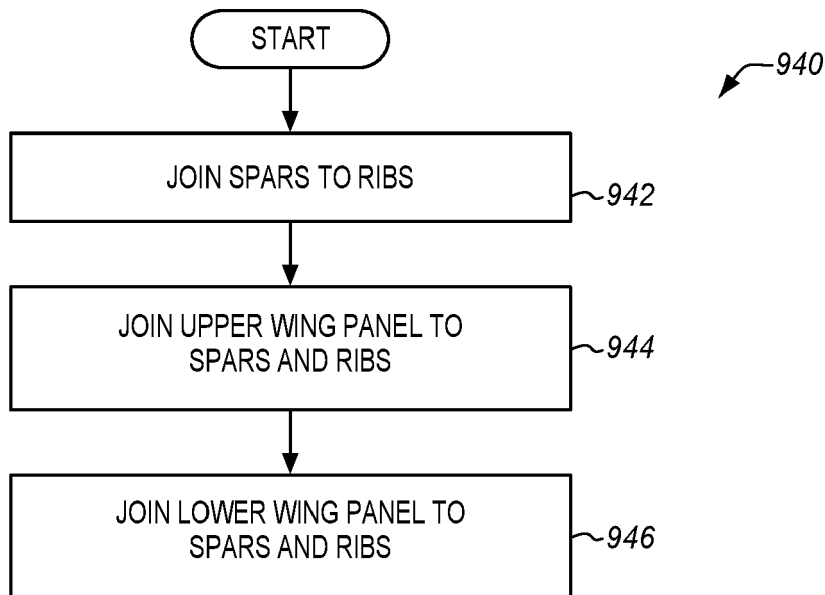 START
940
JOIN SPARS TO RIBS
942
JOIN UPPER WING PANEL TO
SPARS AND RIBS
944
JOIN LOWER WING PANEL TO
SPARS AND RIBS
946